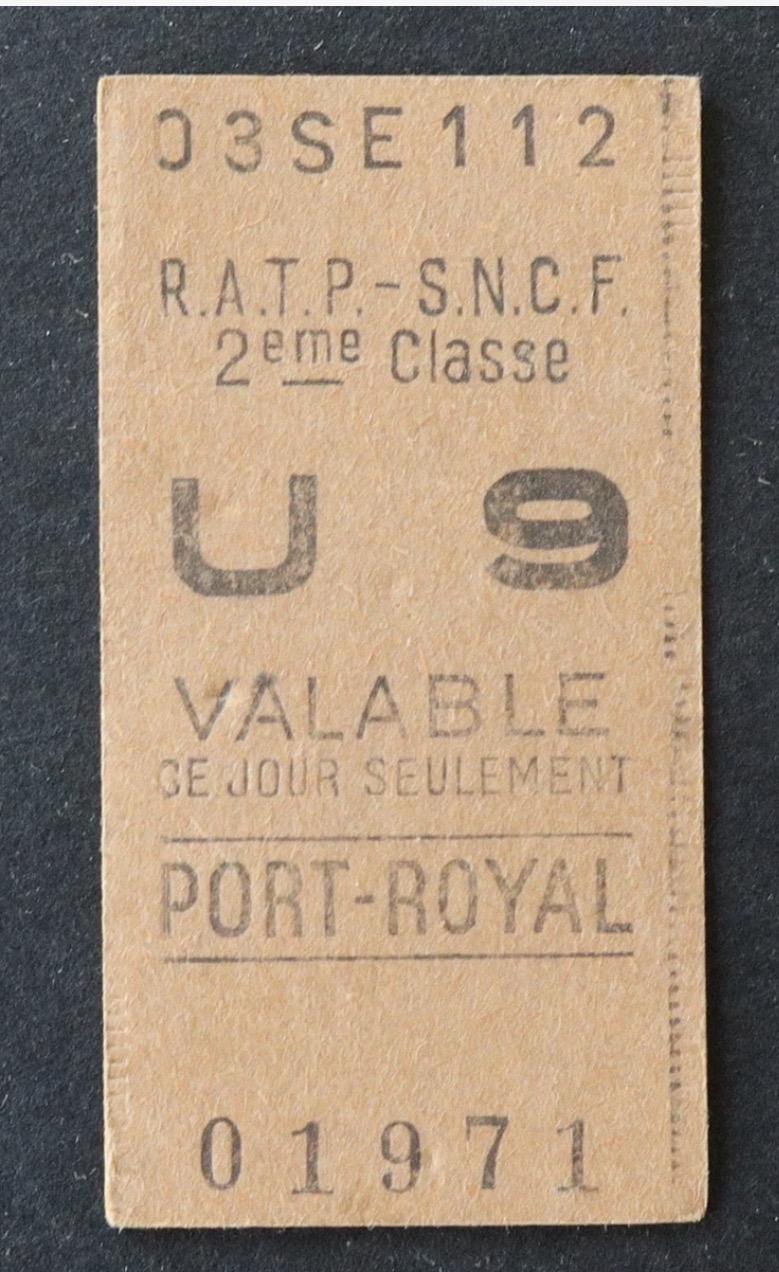 03SE112
R.A.T.P.-S.N.C.F.
2eme Classe
U 9
VALABLE
CE JOUR SEULEMENT
PORT-ROYAL
01971